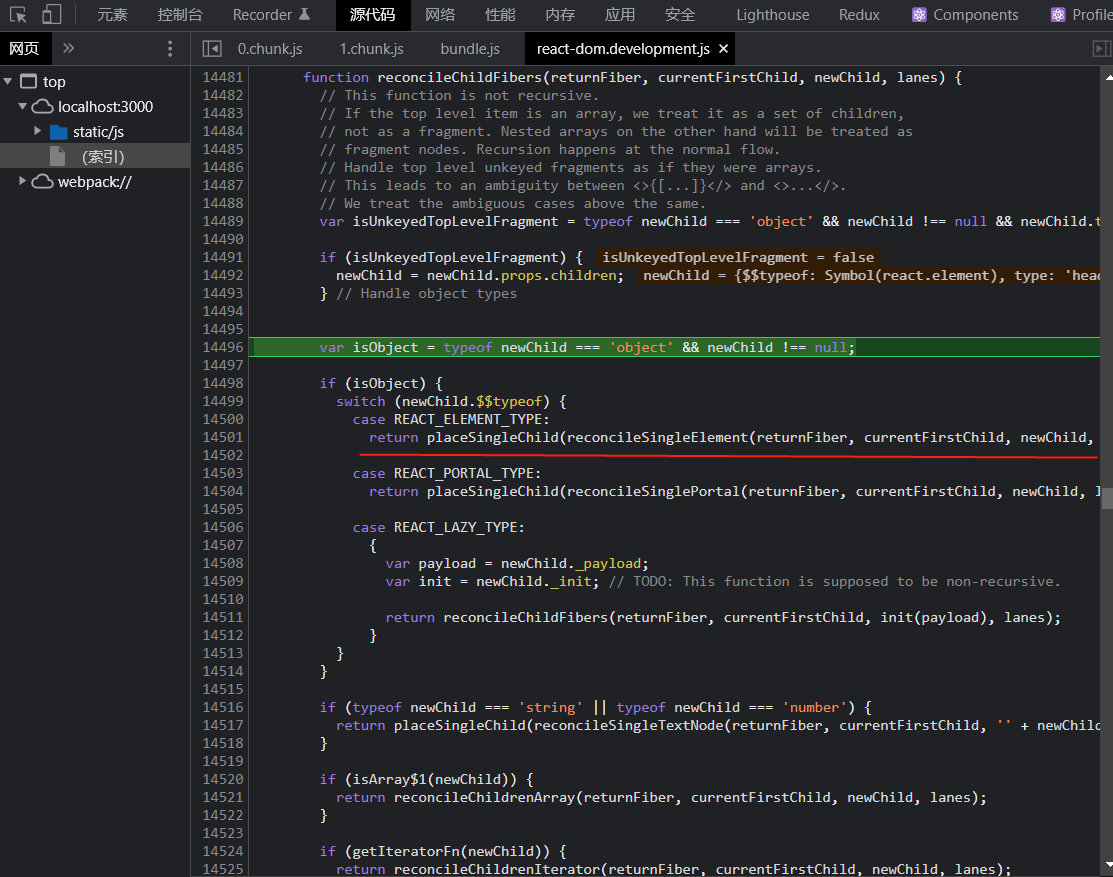 元素 控制台 Recorder 源代码 网络 性能 内存 应用 安全 Lighthouse Redux Components Profile
网页 » 0.chunk.js 1.chunk.js bundle.js react-dom.development.js ×
top
localhost:3000
static/js
(索引)
webpack://
14481 function reconcileChildFibers(returnFiber, currentFirstChild, newChild, lanes) {
14482 // This function is not recursive.
14483 // If the top level item is an array, we treat it as a set of children,
14484 // not as a fragment. Nested arrays on the other hand will be treated as
14485 // fragment nodes. Recursion happens at the normal flow.
14486 // Handle top level unkeyed fragments as if they were arrays.
14487 // This leads to an ambiguity between <>{[...]}</> and <>...</>.
14488 // We treat the ambiguous cases above the same.
14489 var isUnkeyedTopLevelFragment = typeof newChild === 'object' && newChild !== null && newChild.t
14490
14491 if (isUnkeyedTopLevelFragment) { isUnkeyedTopLevelFragment = false
14492 newChild = newChild.props.children; newChild = {$$typeof: Symbol(react.element), type: 'head
14493 } // Handle object types
14494
14495
14496 var isObject = typeof newChild === 'object' && newChild !== null;
14497
14498 if (isObject) {
14499 switch (newChild.$$typeof) {
14500 case REACT_ELEMENT_TYPE:
14501 return placeSingleChild(reconcileSingleElement(returnFiber, currentFirstChild, newChild,
14502
14503 case REACT_PORTAL_TYPE:
14504 return placeSingleChild(reconcileSinglePortal(returnFiber, currentFirstChild, newChild, l
14505
14506 case REACT_LAZY_TYPE:
14507 {
14508 var payload = newChild._payload;
14509 var init = newChild._init; // TODO: This function is supposed to be non-recursive.
14510
14511 return reconcileChildFibers(returnFiber, currentFirstChild, init(payload), lanes);
14512 }
14513 }
14514 }
14515
14516 if (typeof newChild === 'string' || typeof newChild === 'number') {
14517 return placeSingleChild(reconcileSingleTextNode(returnFiber, currentFirstChild, '' + newChild
14518 }
14519
14520 if (isArray$1(newChild)) {
14521 return reconcileChildrenArray(returnFiber, currentFirstChild, newChild, lanes);
14522 }
14523
14524 if (getIteratorFn(newChild)) {
14525 return reconcileChildrenIterator(returnFiber, currentFirstChild, newChild, lanes);